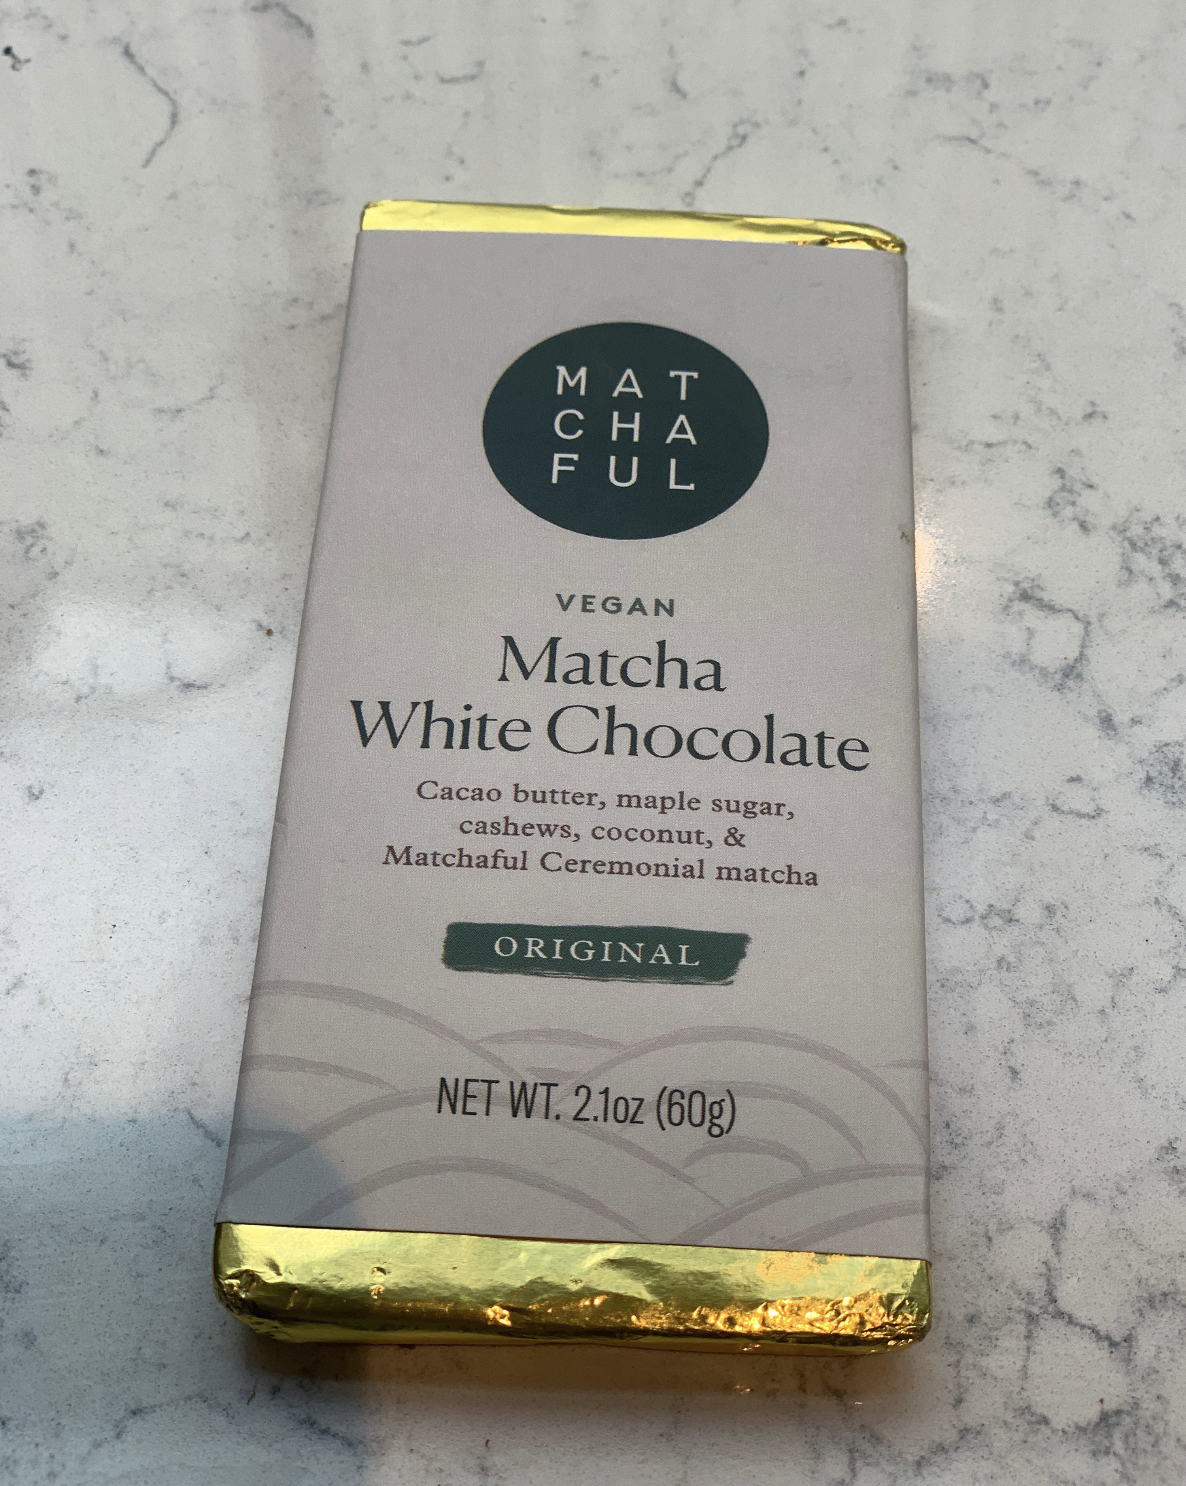 MAT
CHA
FUL
VEGAN
Matcha
White Chocolate
Cacao butter, maple sugar,
cashews, coconut, &
Matchaful Ceremonial matcha
ORIGINAL
NET WT. 2.1oz (60g)